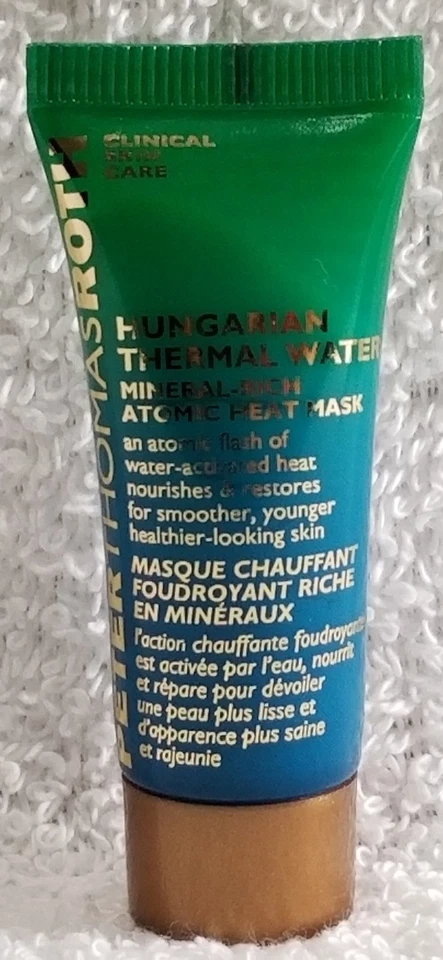 PETER THOMAS ROTH
CLINICAL
SKIN
CARE
HUNGARIAN
THERMAL WATER
MINERAL-RICH
ATOMIC HEAT MASK
an atomic flash of
water-activated heat
nourishes & restores
for smoother, younger
healthier-looking skin
MASQUE CHAUFFANT
FOUDROYANT RICHE
EN MINÉRAUX
l'action chauffante foudroyante
est activée par l'eau, nourrit
et répare pour dévoiler
une peau plus lisse et
d'apparence plus saine
et rajeunie